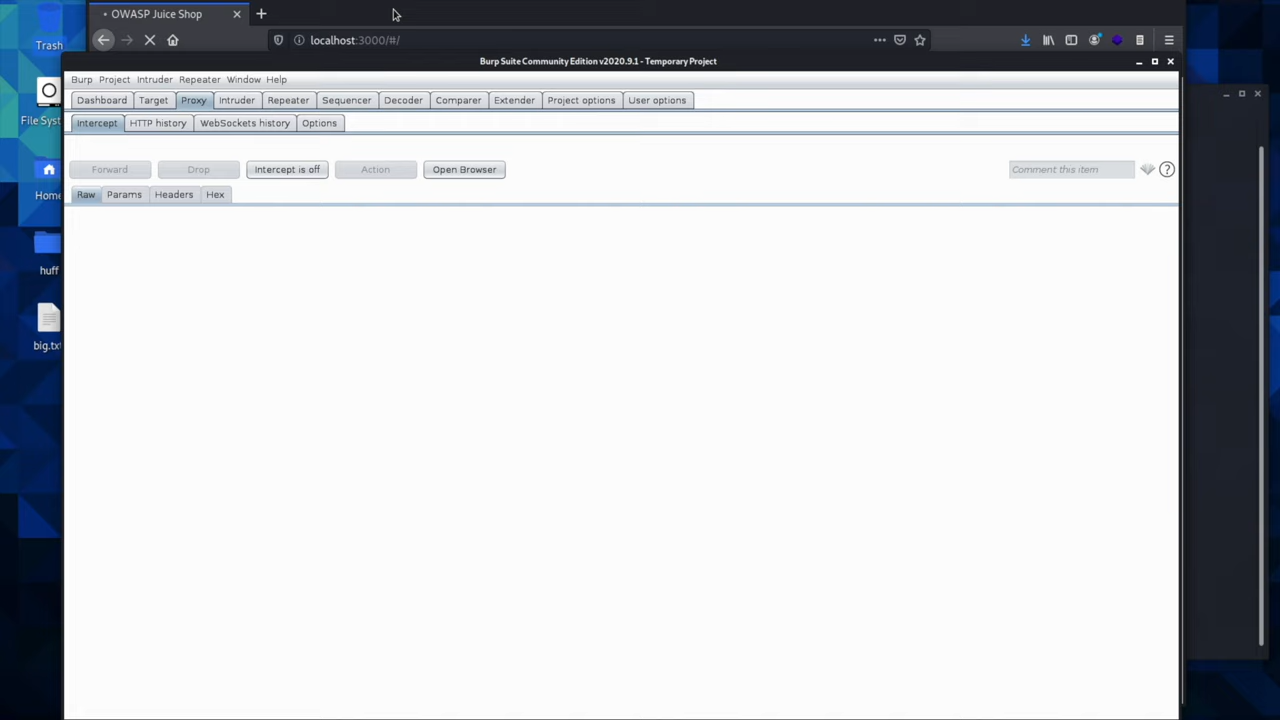 OWASP Juice Shop
Trash
localhost:3000/#/
Burp Suite Community Edition v2020.9.1 - Temporary Project
Burp Project Intruder Repeater Window Help
Dashboard Target Proxy Intruder Repeater Sequencer Decoder Comparer Extender Project options User options
File Sys
Intercept HTTP history WebSockets history Options
Forward Drop Intercept is off Action Open Browser Comment this item
Home
Raw Params Headers Hex
huff
big.tx